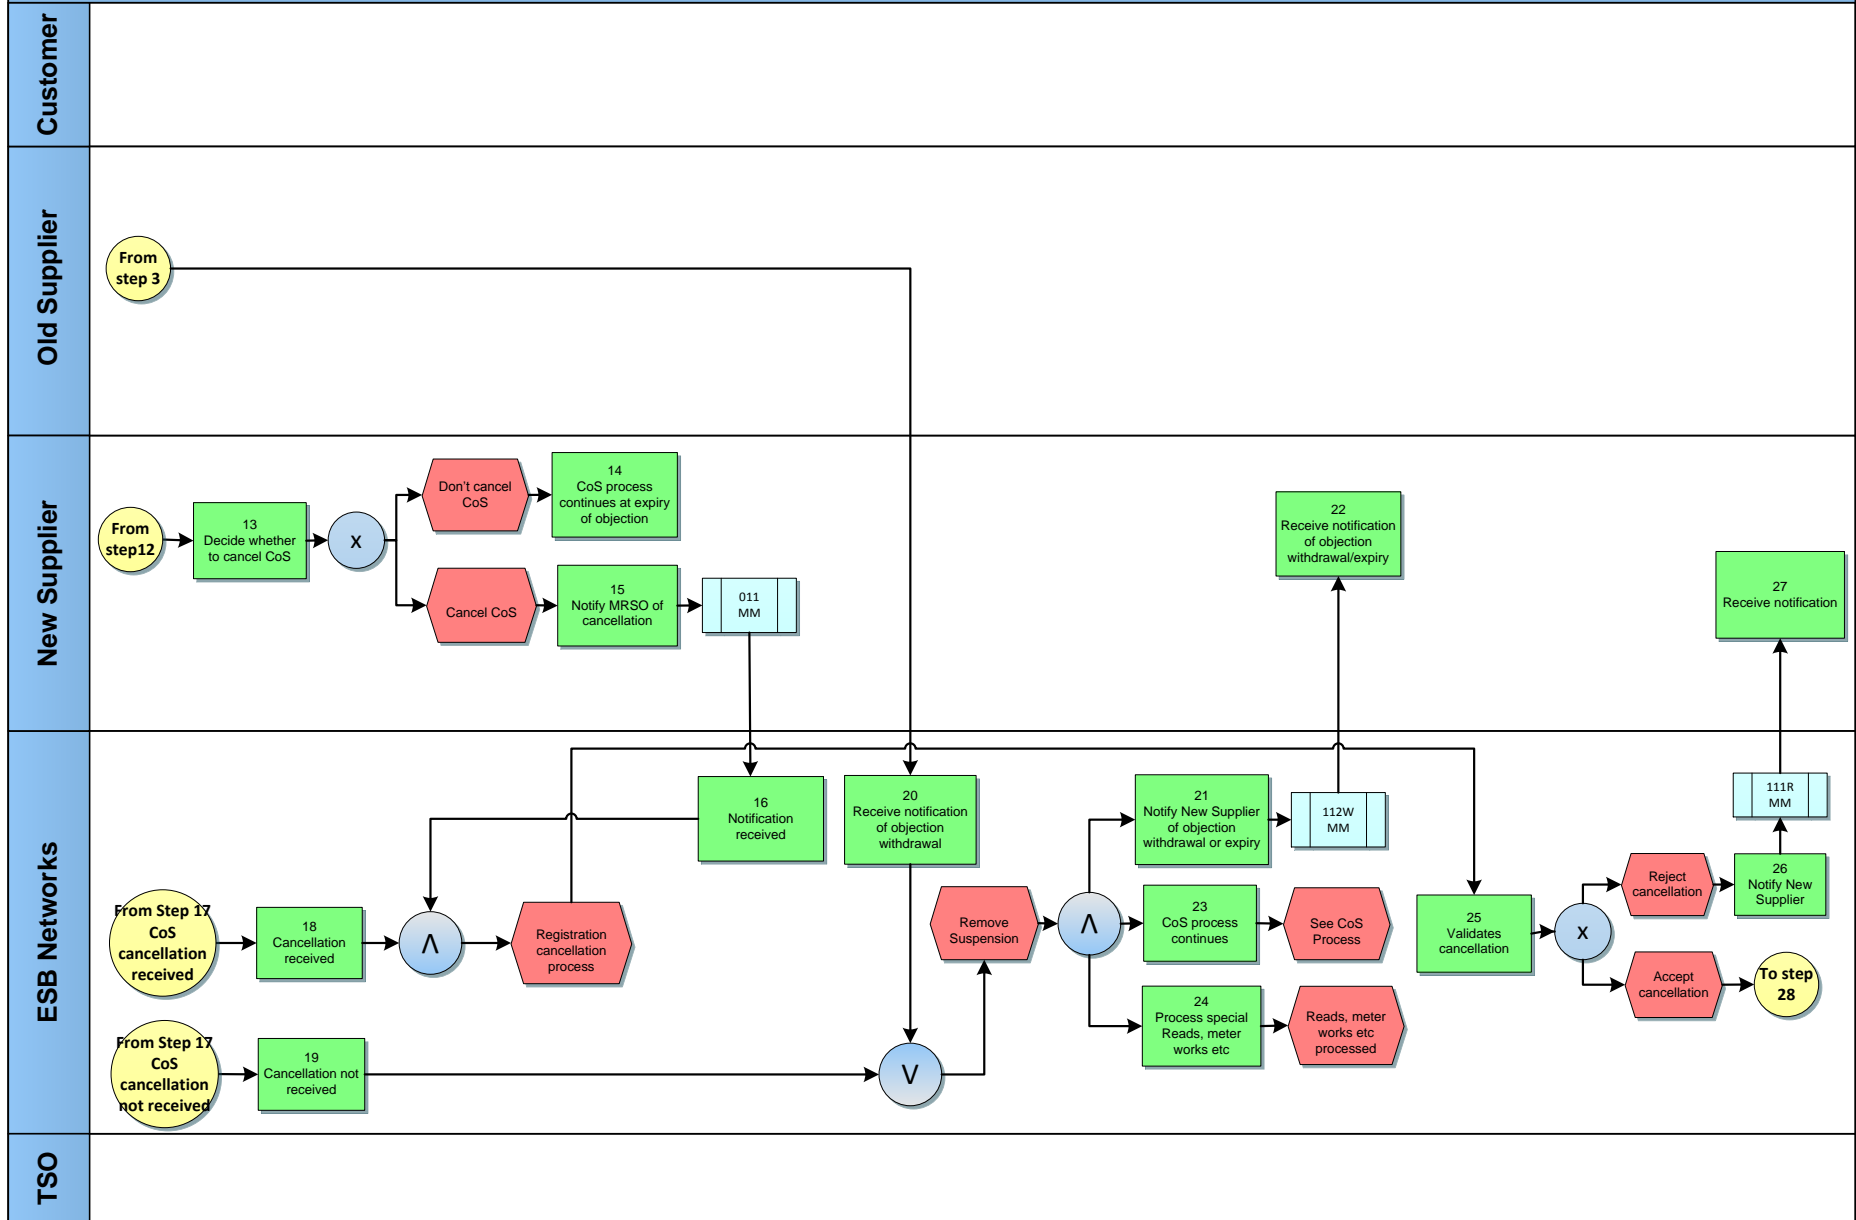 Customer
Old Supplier
From
step 3
New Supplier
From
step12
13
Decide whether
to cancel CoS
x
Don't cancel
CoS
14
CoS process
continues at expiry
of objection
Cancel CoS
15
Notify MRSO of
cancellation
011
MM
22
Receive notification
of objection
withdrawal/expiry
27
Receive notification
ESB Networks
16
Notification
received
20
Receive notification
of objection
withdrawal
21
Notify New Supplier
of objection
withdrawal or expiry
112W
MM
111R
MM
From Step 17
CoS
cancellation
received
18
Cancellation
received
Λ
Registration
cancellation
process
Remove
Suspension
Λ
23
CoS process
continues
See CoS
Process
24
Process special
Reads, meter
works etc
Reads, meter
works etc
processed
25
Validates
cancellation
x
Reject
cancellation
26
Notify New
Supplier
Accept
cancellation
To step
28
From Step 17
CoS
cancellation
not received
19
Cancellation not
received
V
TSO